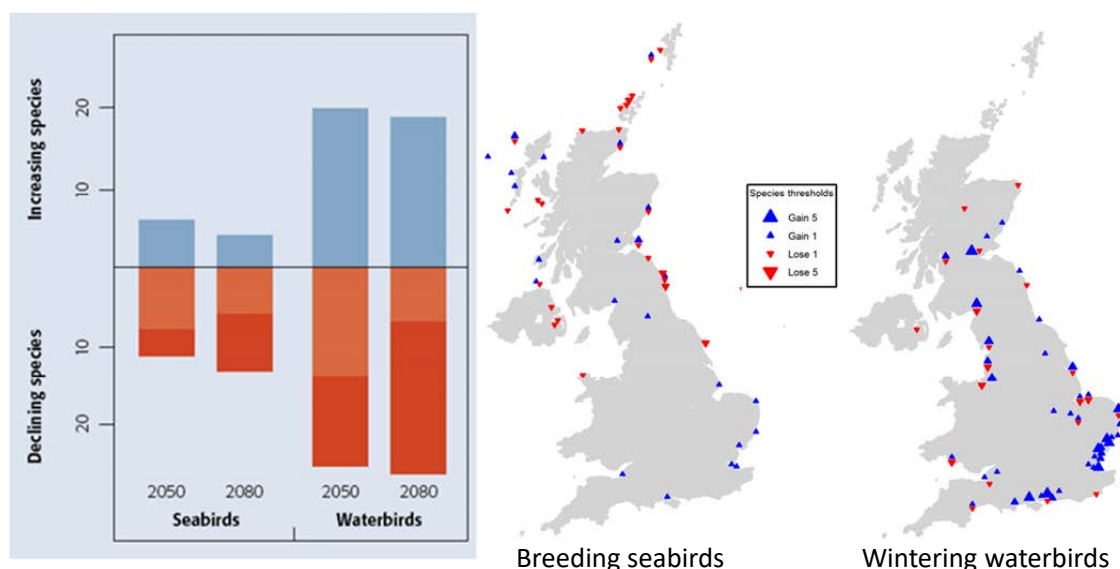 Increasing species
20
10
Declining species
10
20
2050
2080
2050
2080
Seabirds
Waterbirds
Species thresholds
Gain 5
Gain 1
Lose 1
Lose 5
Breeding seabirds
Wintering waterbirds